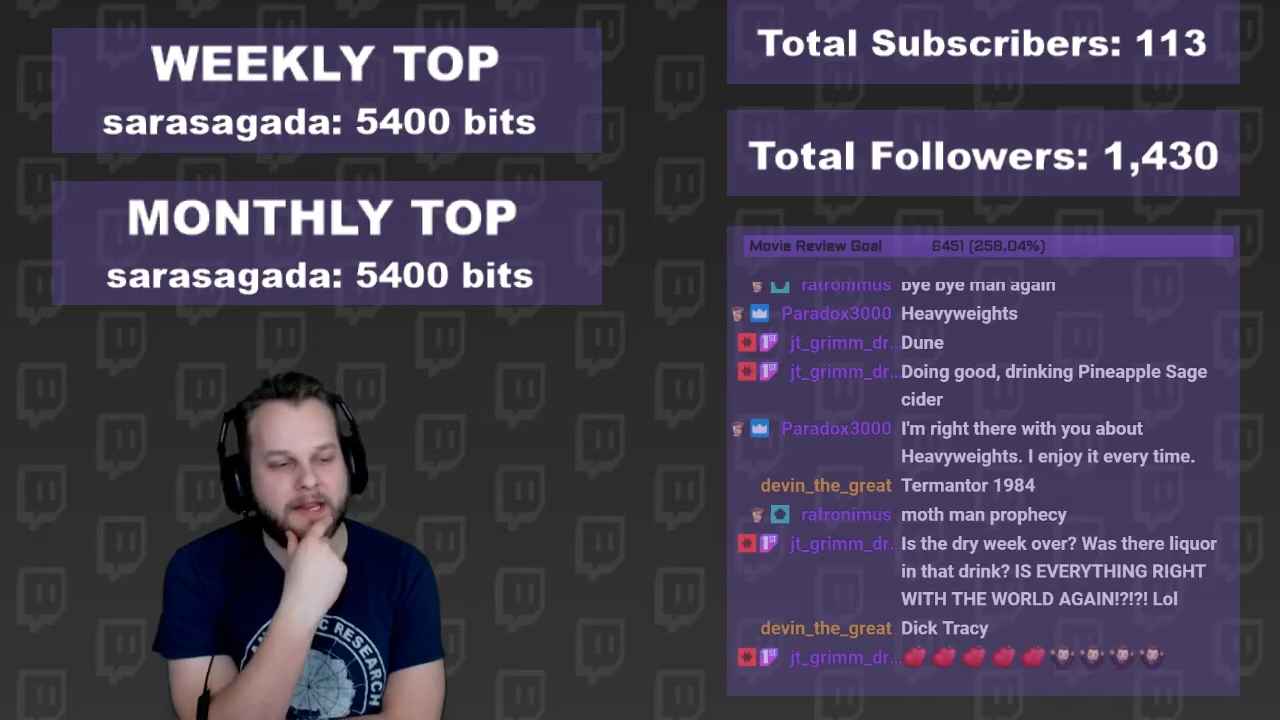 WEEKLY TOP
sarasagada: 5400 bits
MONTHLY TOP
sarasagada: 5400 bits
Total Subscribers: 113
Total Followers: 1,430
Movie Review Goal 6451 (258.04%)
ratronimus bye bye man again
Paradox3000 Heavyweights
jt_grimm_dr... Dune
jt_grimm_dr... Doing good, drinking Pineapple Sage
cider
Paradox3000 I'm right there with you about
Heavyweights. I enjoy it every time.
devin_the_great Termantor 1984
ratronimus moth man prophecy
jt_grimm_dr... Is the dry week over? Was there liquor
in that drink? IS EVERYTHING RIGHT
WITH THE WORLD AGAIN!?!?! Lol
devin_the_great Dick Tracy
jt_grimm_dr...
RESEARCH